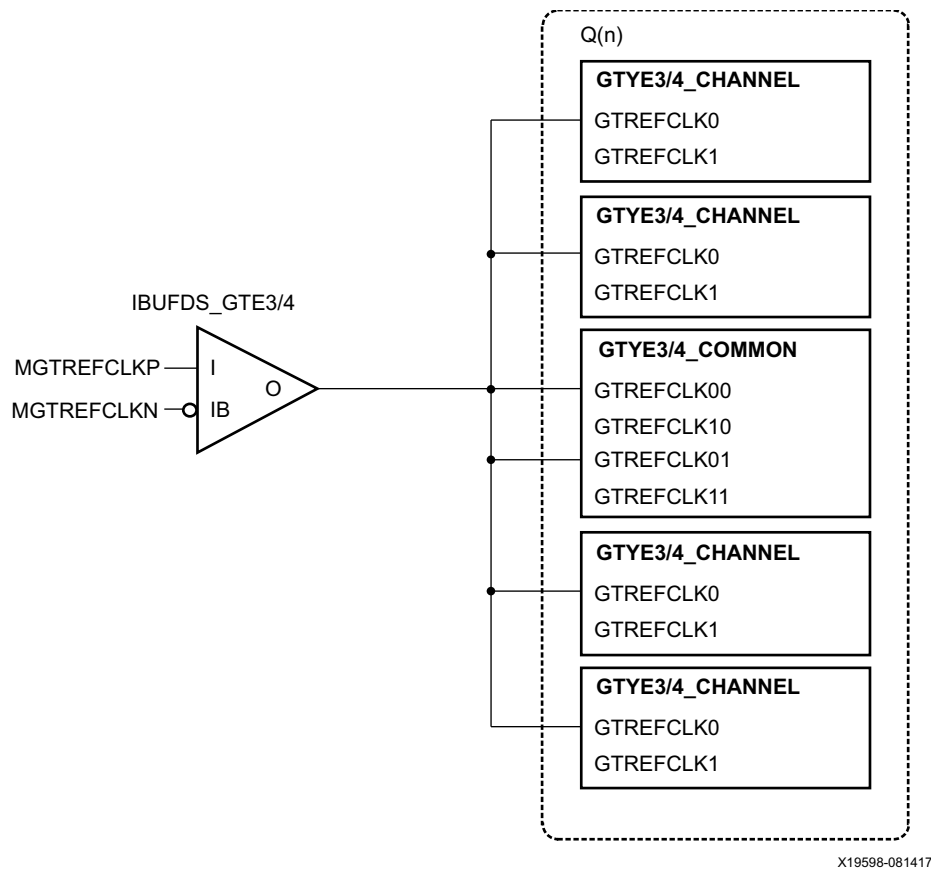 Q(n)
GTYE3/4_CHANNEL
GTREFCLK0
GTREFCLK1
GTYE3/4_CHANNEL
GTREFCLK0
GTREFCLK1
IBUFDS_GTE3/4
MGTREFCLKP
I
O
MGTREFCLKN
IB
GTYE3/4_COMMON
GTREFCLK00
GTREFCLK10
GTREFCLK01
GTREFCLK11
GTYE3/4_CHANNEL
GTREFCLK0
GTREFCLK1
GTYE3/4_CHANNEL
GTREFCLK0
GTREFCLK1
X19598-081417